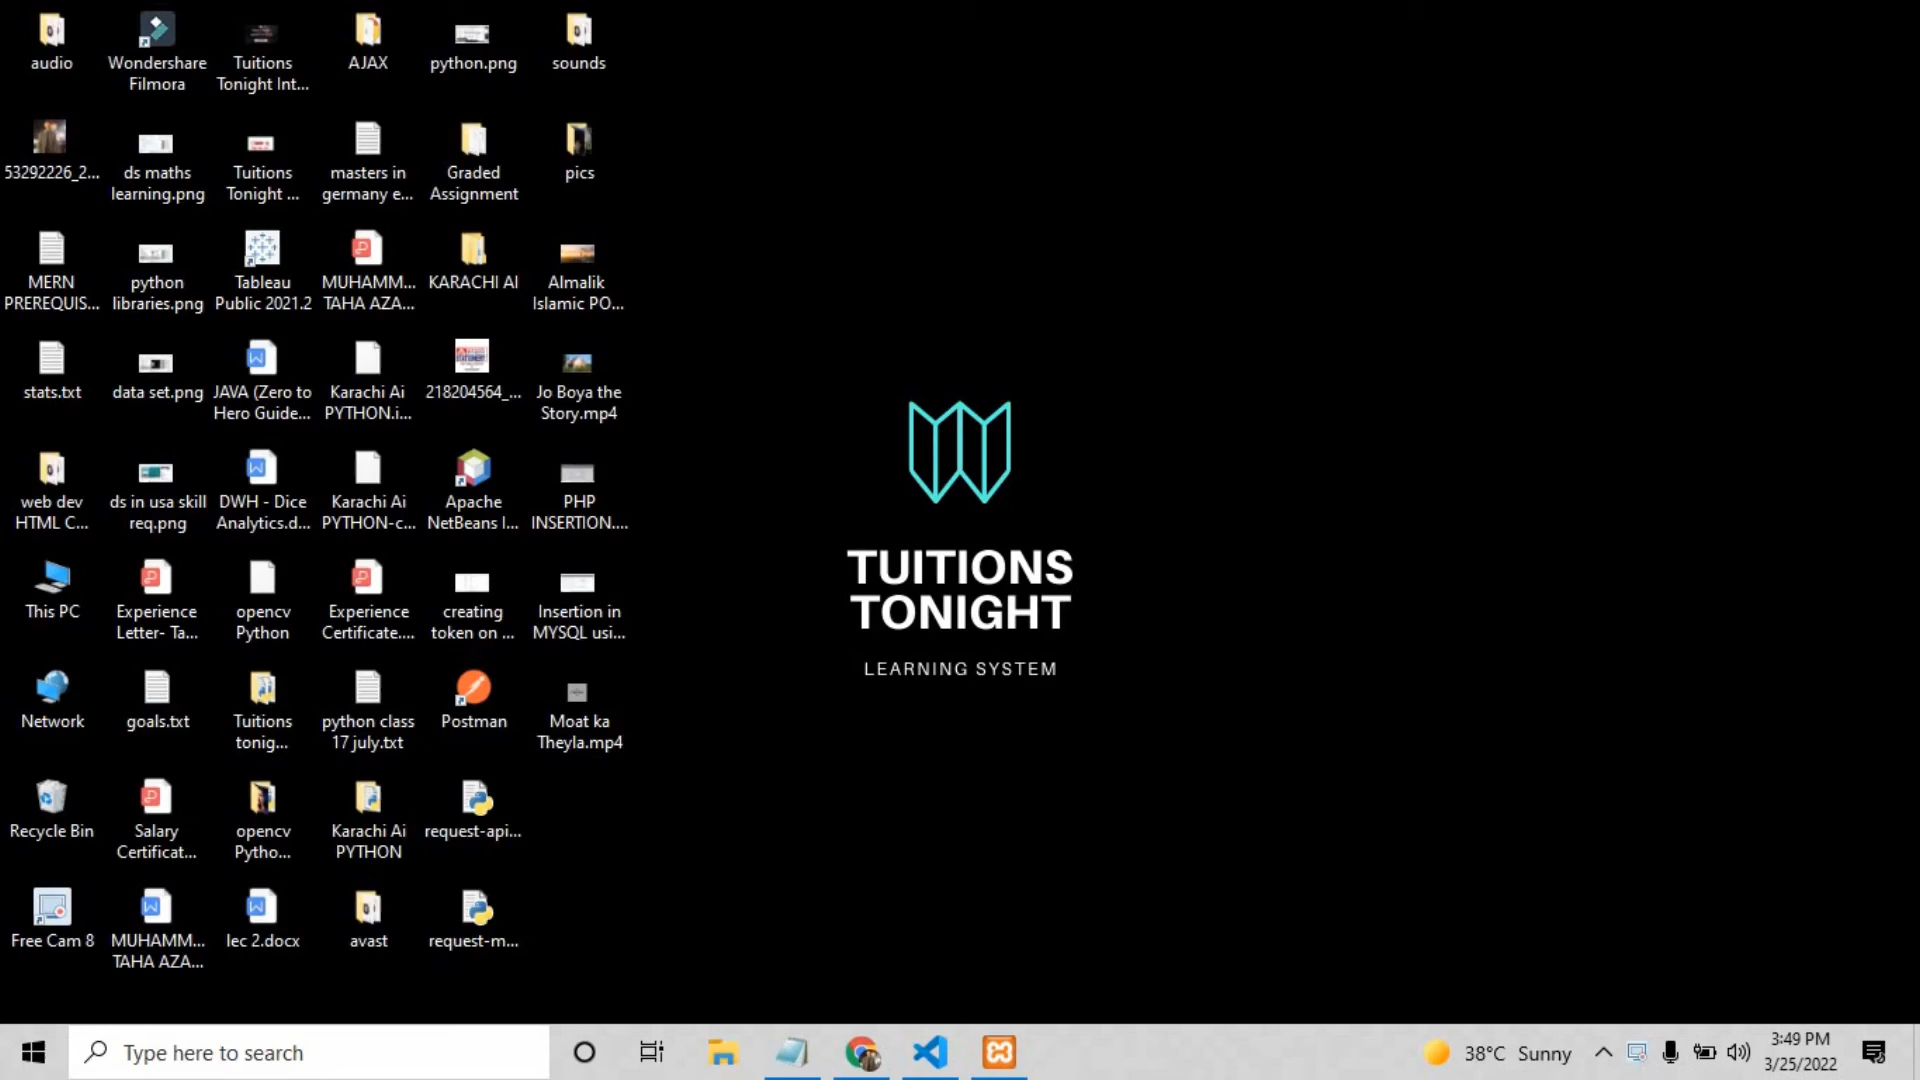 audio
Wondershare
Filmora
Tuitions
Tonight Int...
AJAX
python.png
sounds
53292226_2...
ds maths
learning.png
Tuitions
Tonight ...
masters in
germany e...
Graded
Assignment
pics
MERN
PREREQUIS...
python
libraries.png
Tableau
Public 2021.2
MUHAMM...
TAHA AZA...
KARACHI AI
Almalik
Islamic PO...
stats.txt
data set.png
JAVA (Zero to
Hero Guide...
Karachi Ai
PYTHON.i...
218204564_...
Jo Boya the
Story.mp4
web dev
HTML C...
ds in usa skill
req.png
DWH - Dice
Analytics.d...
Karachi Ai
PYTHON-c...
Apache
NetBeans I...
PHP
INSERTION....
This PC
Experience
Letter- Ta...
opencv
Python
Experience
Certificate....
creating
token on ...
Insertion in
MYSQL usi...
Network
goals.txt
Tuitions
tonig...
python class
17 july.txt
Postman
Moat ka
Theyla.mp4
Recycle Bin
Salary
Certificat...
opencv
Pytho...
Karachi Ai
PYTHON
request-api...
Free Cam 8
MUHAMM...
TAHA AZA...
lec 2.docx
avast
request-m...
TUITIONS
TONIGHT
LEARNING SYSTEM
Type here to search
38°C Sunny
3:49 PM
3/25/2022